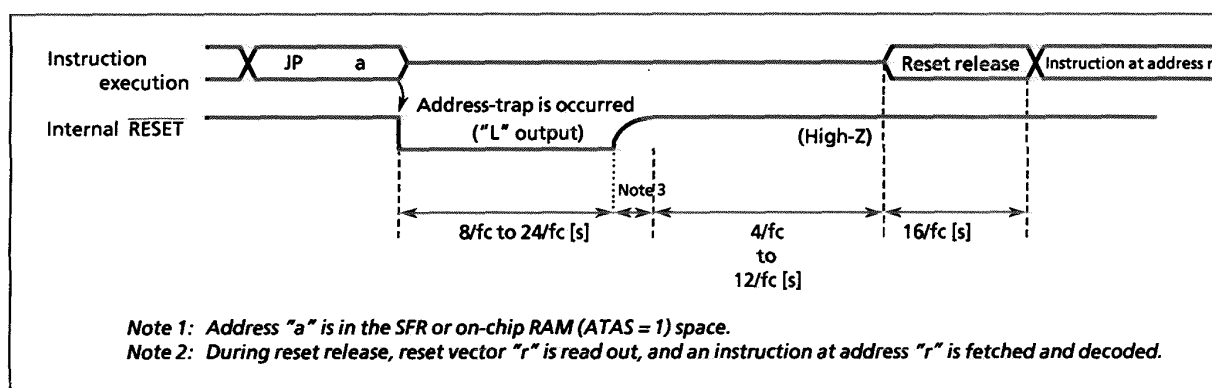 Instruction execution
JP a
Reset release
Instruction at address r
Address-trap is occurred
("L" output)
Internal RESET
(High-Z)
Note 3
8/fc to 24/fc [s]
4/fc
to
12/fc [s]
16/fc [s]
Note 1: Address "a" is in the SFR or on-chip RAM (ATAS = 1) space.
Note 2: During reset release, reset vector "r" is read out, and an instruction at address "r" is fetched and decoded.